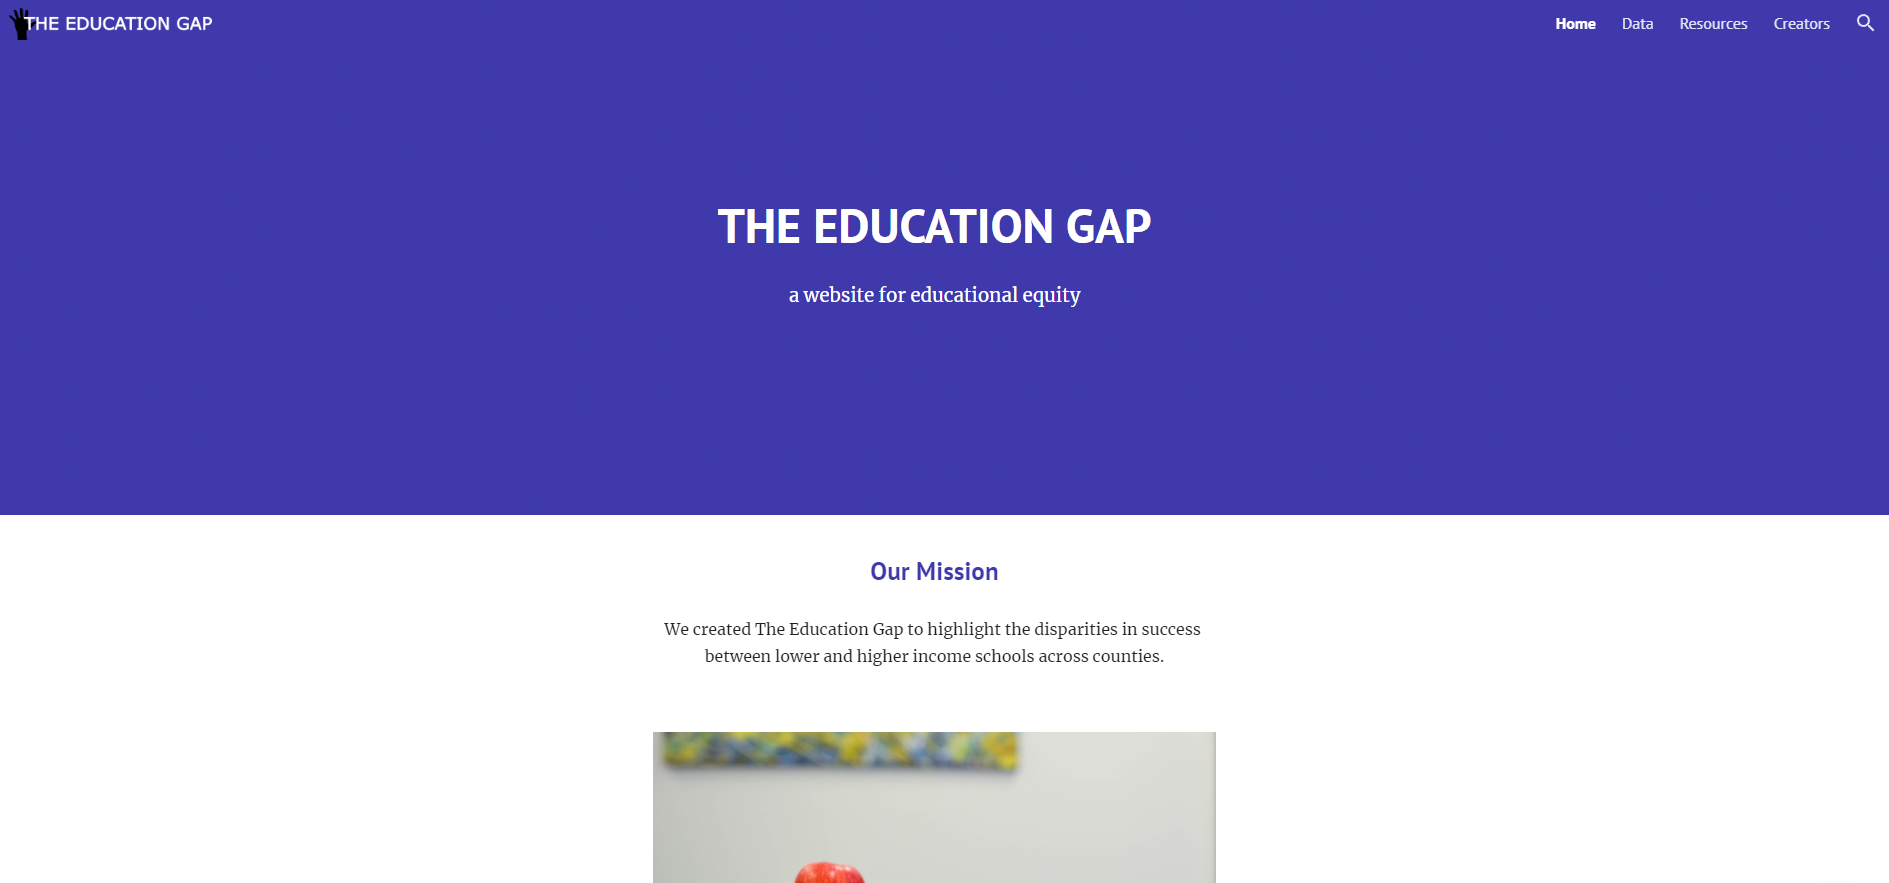 THE EDUCATION GAP
Home Data Resources Creators
THE EDUCATION GAP
a website for educational equity
Our Mission
We created The Education Gap to highlight the disparities in success
between lower and higher income schools across counties.